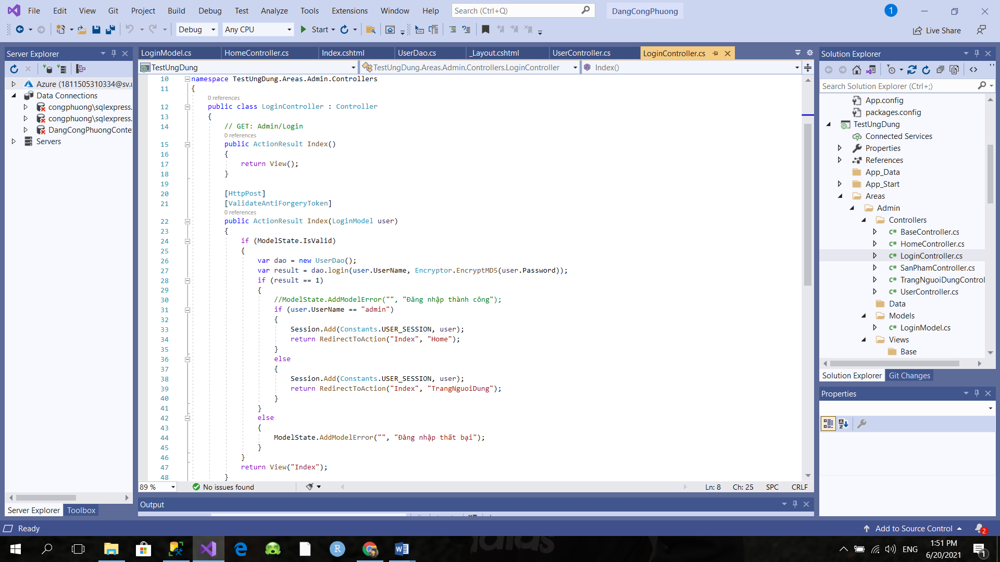 File Edit View Git Project Build Debug Test Analyze Tools Extensions Window Help Search (Ctrl+Q) DangCongPhuong 1
Debug Any CPU Start Live Share
Server Explorer
Azure (1811505310334@sv.u
Data Connections
congphuong\sqlexpress.
congphuong\sqlexpress.
DangCongPhuongConte
Servers
Server Explorer Toolbox
LoginModel.cs HomeController.cs Index.cshtml UserDao.cs _Layout.cshtml UserController.cs LoginController.cs
TestUngDung TestUngDung.Areas.Admin.Controllers.LoginController Index()
10 namespace TestUngDung.Areas.Admin.Controllers
11 {
0 references
12 public class LoginController : Controller
13 {
14 // GET: Admin/Login
0 references
15 public ActionResult Index()
16 {
17 return View();
18 }
19
20 [HttpPost]
21 [ValidateAntiForgeryToken]
0 references
22 public ActionResult Index(LoginModel user)
23 {
24 if (ModelState.IsValid)
25 {
26 var dao = new UserDao();
27 var result = dao.login(user.UserName, Encryptor.EncryptMD5(user.Password));
28 if (result == 1)
29 {
30 //ModelState.AddModelError("", "Đăng nhập thành công");
31 if (user.UserName == "admin")
32 {
33 Session.Add(Constants.USER_SESSION, user);
34 return RedirectToAction("Index", "Home");
35 }
36 else
37 {
38 Session.Add(Constants.USER_SESSION, user);
39 return RedirectToAction("Index", "TrangNguoiDung");
40 }
41 }
42 else
43 {
44 ModelState.AddModelError("", "Đăng nhập thất bại");
45 }
46 }
47 return View("Index");
48 }
89 % No issues found Ln: 8 Ch: 25 SPC CRLF
Output
Solution Explorer
Search Solution Explorer (Ctrl+;)
App.config
packages.config
TestUngDung
Connected Services
Properties
References
App_Data
App_Start
Areas
Admin
Controllers
C# BaseController.cs
C# HomeController.cs
C# LoginController.cs
C# SanPhamController.cs
C# TrangNguoiDungControl
C# UserController.cs
Data
Models
C# LoginModel.cs
Views
Base
Solution Explorer Git Changes
Properties
Ready Add to Source Control 2
ENG 1:51 PM
6/20/2021 1